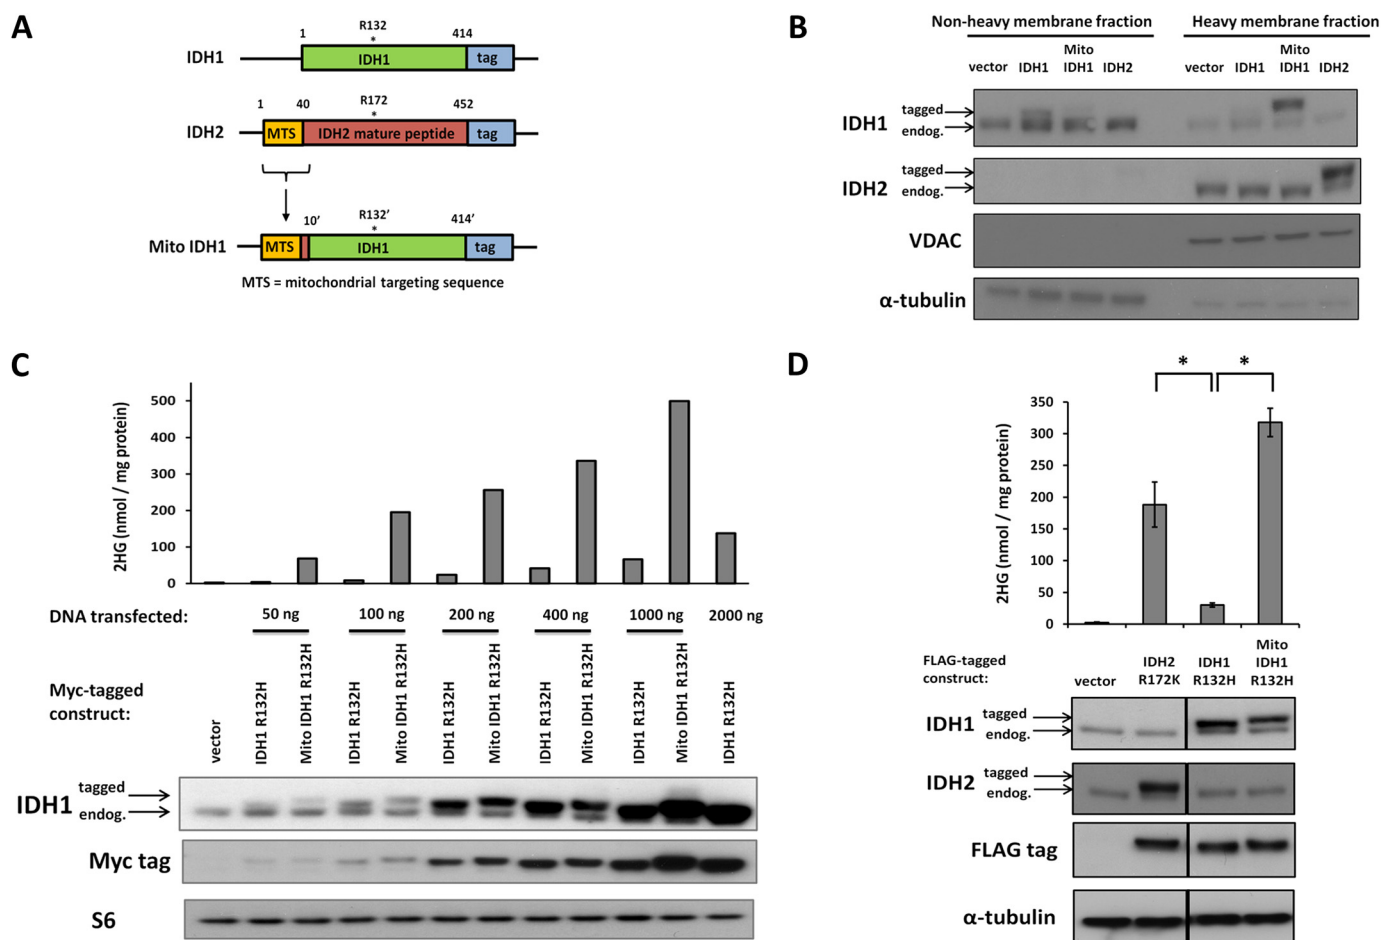 A
1 R132 414
*
IDH1 IDH1 tag
1 40 R172 452
*
IDH2 MTS IDH2 mature peptide tag
10’ R132’ 414’
*
Mito IDH1 MTS IDH1 tag
MTS = mitochondrial targeting sequence
B
Non-heavy membrane fraction Heavy membrane fraction
vector IDH1 Mito IDH1 IDH2 vector IDH1 Mito IDH1 IDH2
IDH1 tagged
endog.
IDH2 tagged
endog.
VDAC
α-tubulin
C
2HG (nmol / mg protein)
500
400
300
200
100
0
DNA transfected: 50 ng 100 ng 200 ng 400 ng 1000 ng 2000 ng
Myc-tagged
construct:
vector
IDH1 R132H
Mito IDH1 R132H
IDH1 R132H
Mito IDH1 R132H
IDH1 R132H
Mito IDH1 R132H
IDH1 R132H
Mito IDH1 R132H
IDH1 R132H
Mito IDH1 R132H
IDH1 R132H
IDH1 tagged
endog.
Myc tag
S6
D
* *
2HG (nmol / mg protein)
350
300
250
200
150
100
50
0
FLAG-tagged
construct:
vector
IDH2
R172K
IDH1
R132H
Mito
IDH1
R132H
IDH1 tagged
endog.
IDH2 tagged
endog.
FLAG tag
α-tubulin